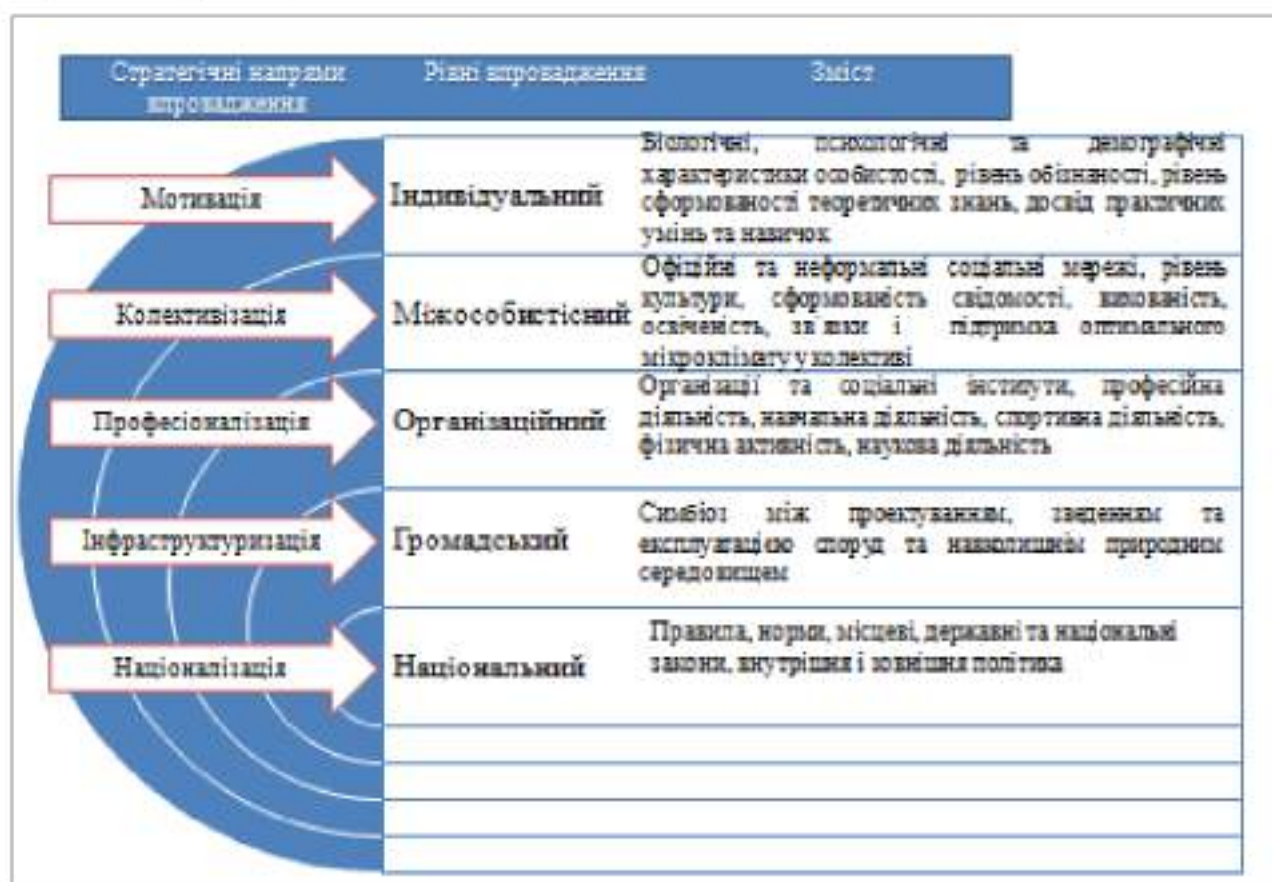 Стратегічні напрями впровадження
Рівні впровадження
Зміст
Мотивація
Індивідуальний
Біологічні, психологічні та демографічні
характеристики особистості, рівень обізнаності, рівень
сформованості теоретичних знань, досвід практичних
умінь та навичок
Колективізація
Міжособистісний
Офіційні та неформальні соціальні мережі, рівень
культури, сформованість свідомості, вихованість,
освіченість, зв'язки і підтримка оптимального
мікроклімату у колективі
Професіоналізація
Організаційний
Організації та соціальні інститути, професійна
діяльність, навчальна діяльність, спортивна діяльність,
фізична активність, наукова діяльність
Інфраструктуризація
Громадський
Симбіоз між проектуванням, зведенням та
експлуатацією споруд та навколишнім природним
середовищем
Націоналізація
Національний
Правила, норми, місцеві, державні та національні
закони, внутрішня і зовнішня політика